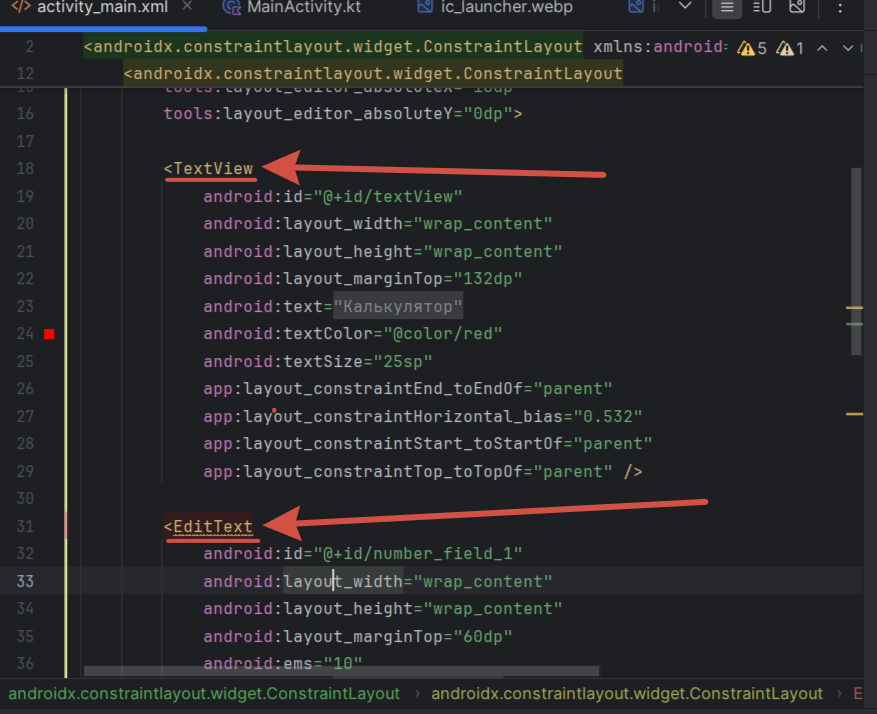 </> activity_main.xml × MainActivity.kt ic_launcher.webp
2 <androidx.constraintlayout.widget.ConstraintLayout xmlns:android: 5 1
12 <androidx.constraintlayout.widget.ConstraintLayout
16 tools:layout_editor_absoluteY="0dp">
17
18 <TextView
19 android:id="@+id/textView"
20 android:layout_width="wrap_content"
21 android:layout_height="wrap_content"
22 android:layout_marginTop="132dp"
23 android:text="Калькулятор"
24 android:textColor="@color/red"
25 android:textSize="25sp"
26 app:layout_constraintEnd_toEndOf="parent"
27 app:layout_constraintHorizontal_bias="0.532"
28 app:layout_constraintStart_toStartOf="parent"
29 app:layout_constraintTop_toTopOf="parent" />
30
31 <EditText
32 android:id="@+id/number_field_1"
33 android:layout_width="wrap_content"
34 android:layout_height="wrap_content"
35 android:layout_marginTop="60dp"
36 android:ems="10"
androidx.constraintlayout.widget.ConstraintLayout › androidx.constraintlayout.widget.ConstraintLayout › E